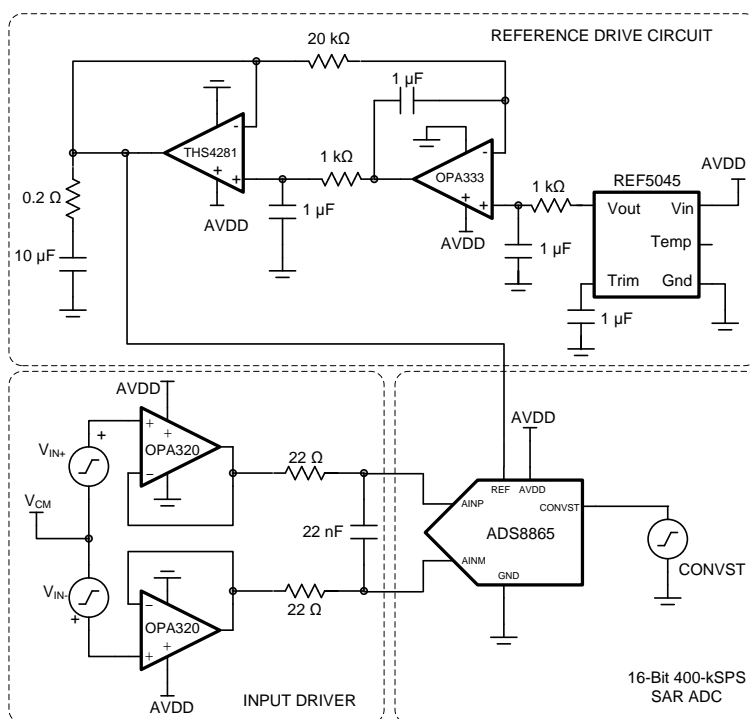 REFERENCE DRIVE CIRCUIT
20 kΩ
1 µF
-
THS4281
+
+
AVDD
1 kΩ
1 µF
-
OPA333
+
+
AVDD
1 kΩ
1 µF
REF5045
AVDD
Vout
Vin
Temp
Trim
Gnd
1 µF
0.2 Ω
10 µF
AVDD
+
VIN+
+
+
OPA320
−
22 Ω
VCM
22 nF
VIN-
+
−
OPA320
+
+
22 Ω
AVDD
INPUT DRIVER
AVDD
REF
AVDD
AINP
CONVST
ADS8865
AINM
GND
CONVST
16-Bit 400-kSPS
SAR ADC